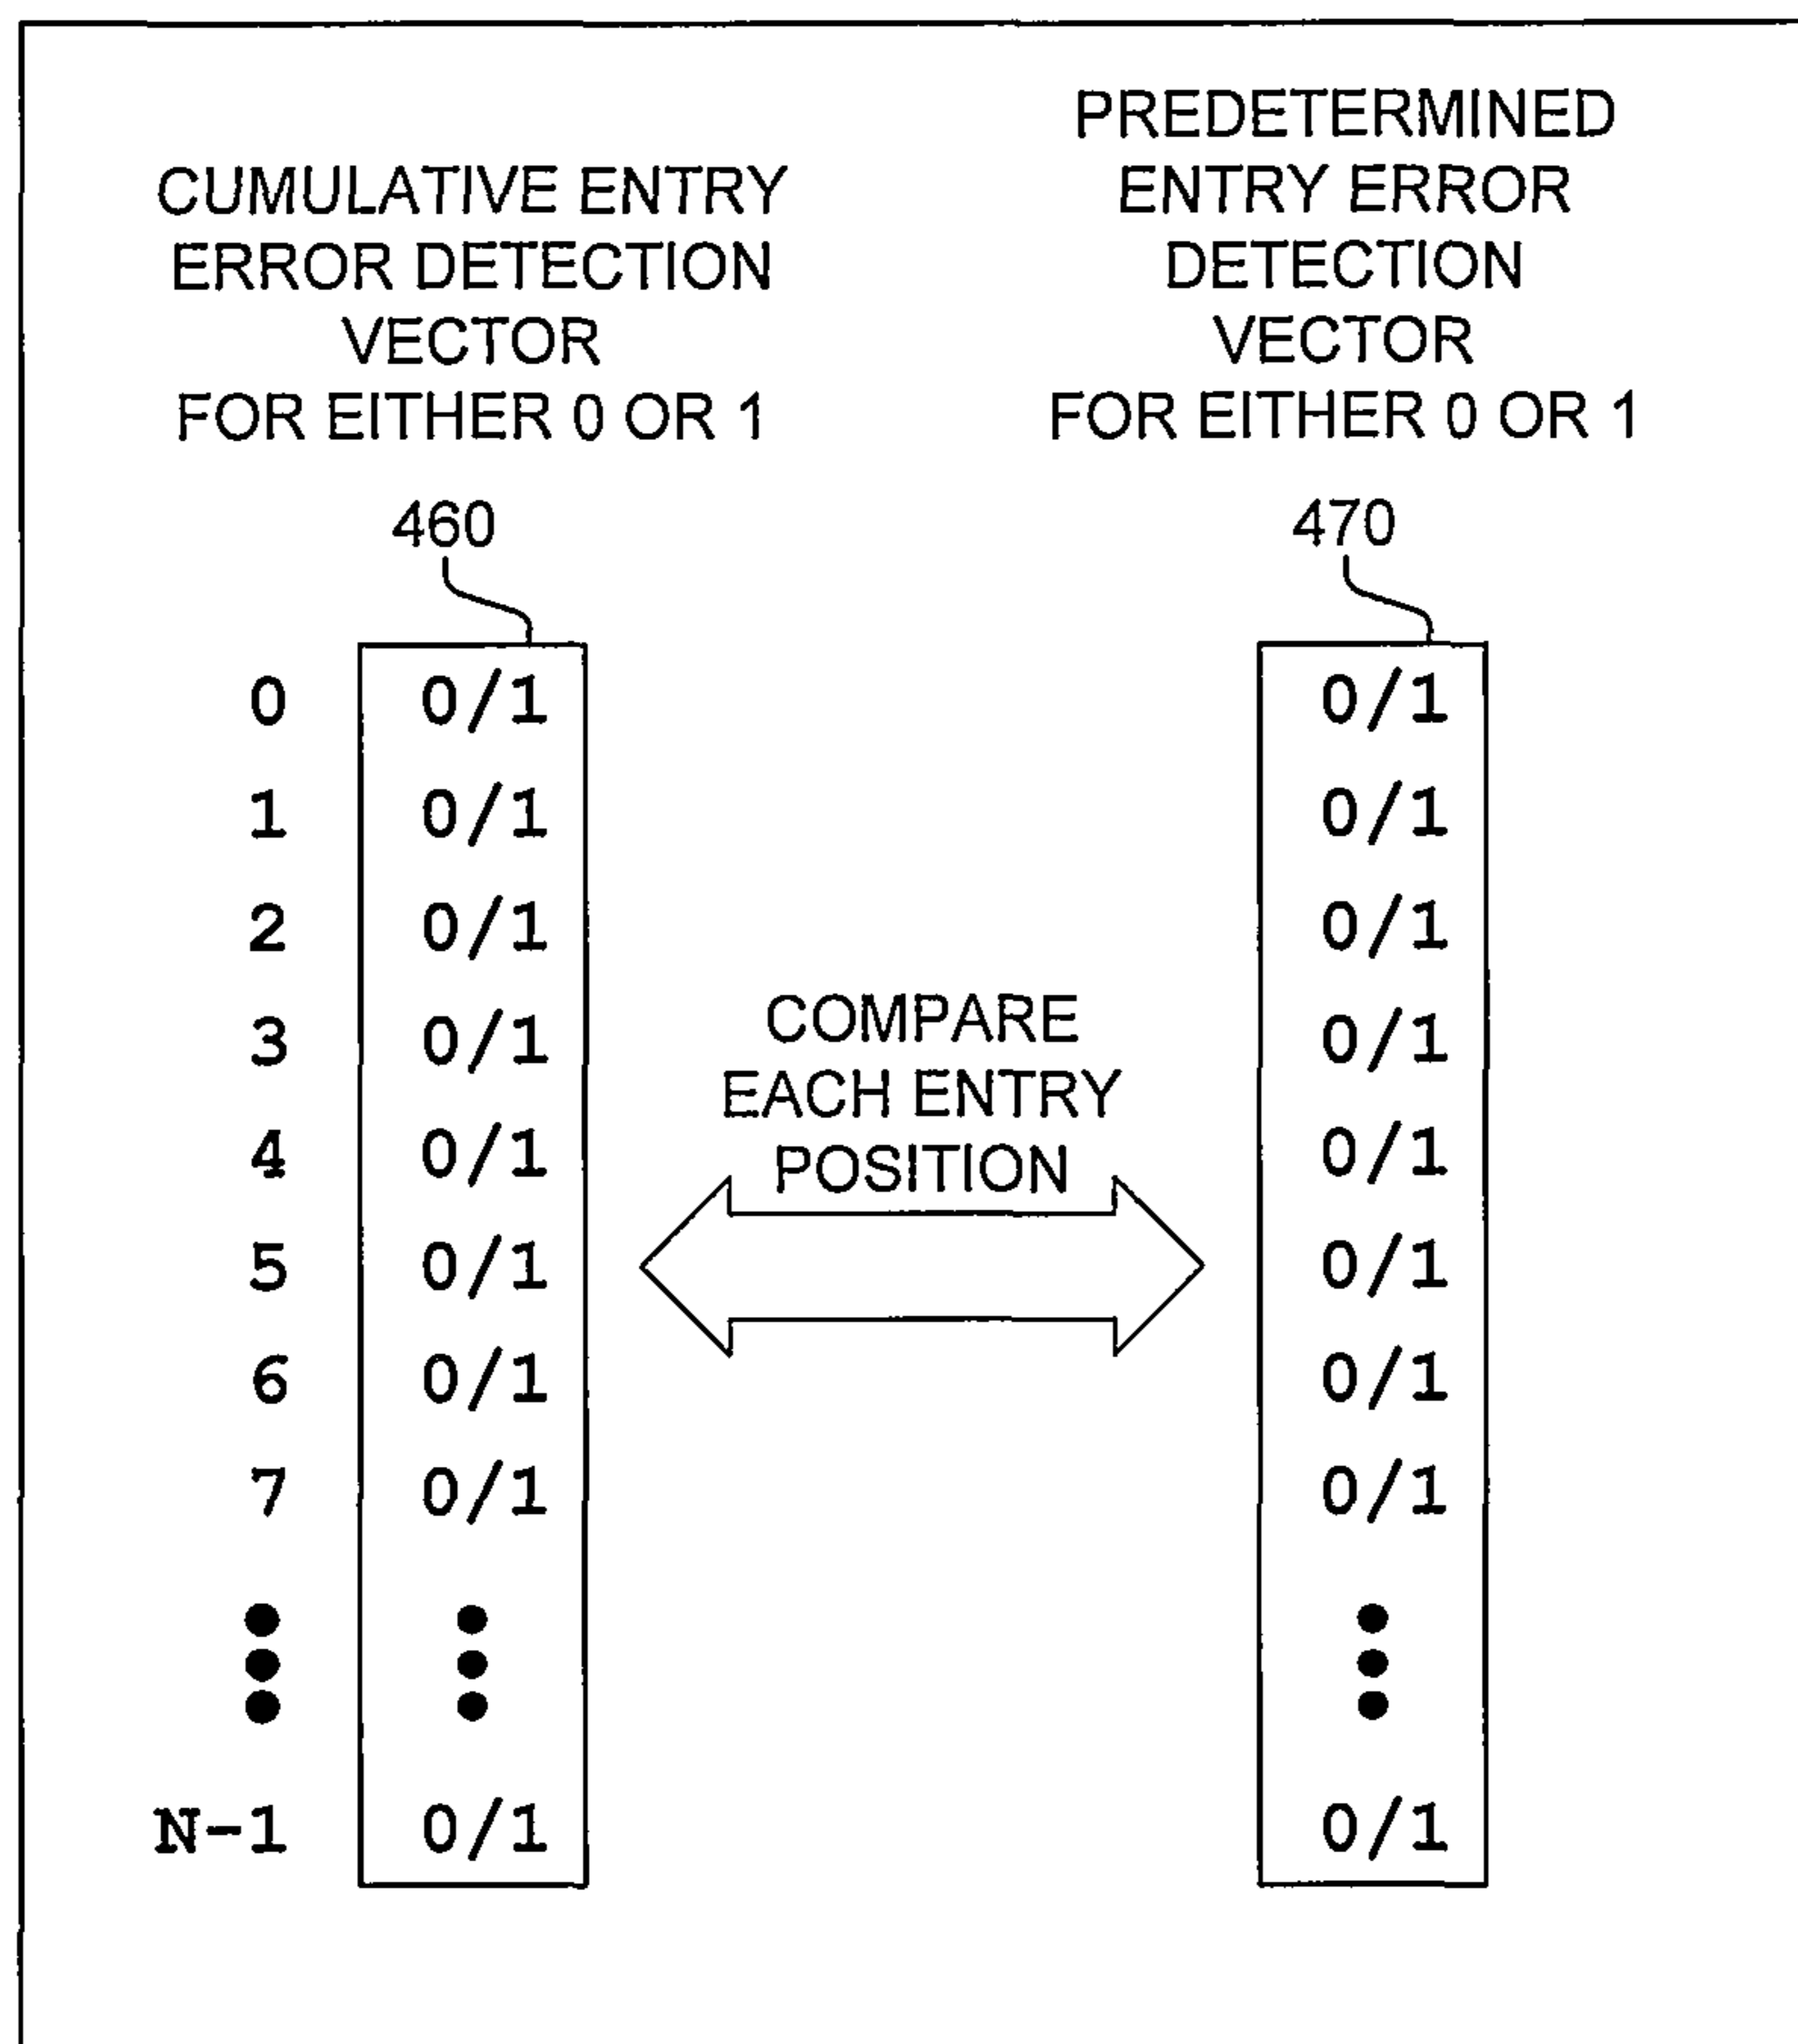 CUMULATIVE ENTRY
ERROR DETECTION
VECTOR
FOR EITHER 0 OR 1
PREDETERMINED
ENTRY ERROR
DETECTION
VECTOR
FOR EITHER 0 OR 1
460
470
0 0/1 0/1
1 0/1 0/1
2 0/1 0/1
3 0/1 0/1
COMPARE
EACH ENTRY
POSITION
4 0/1 0/1
5 0/1 0/1
6 0/1 0/1
7 0/1 0/1
N-1 0/1 0/1